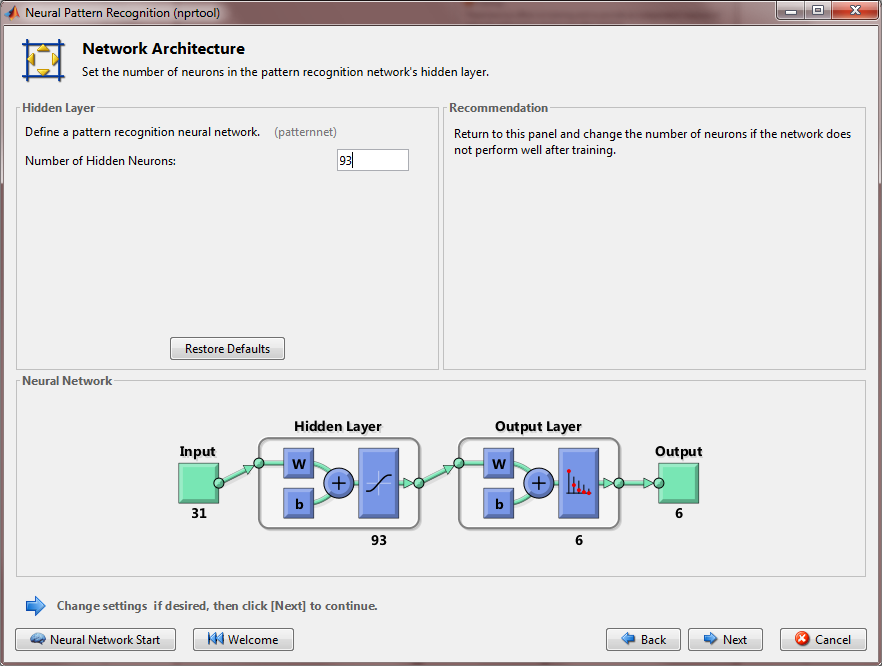 Neural Pattern Recognition (nprtool)
Network Architecture
Set the number of neurons in the pattern recognition network's hidden layer.
Hidden Layer
Define a pattern recognition neural network. (patternnet)
Number of Hidden Neurons: 93
Restore Defaults
Recommendation
Return to this panel and change the number of neurons if the network does
not perform well after training.
Neural Network
Hidden Layer Output Layer
Input Output
W W
+ +
b b
31 6
93 6
Change settings if desired, then click [Next] to continue.
Neural Network Start Welcome Back Next Cancel